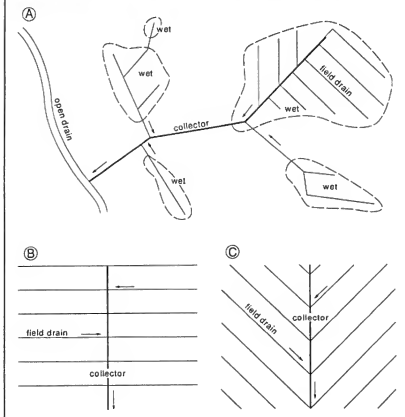 A
wet
wet
open drain
collector
field drain
wet
wet
wet
B
field drain
collector
C
collector
field drain